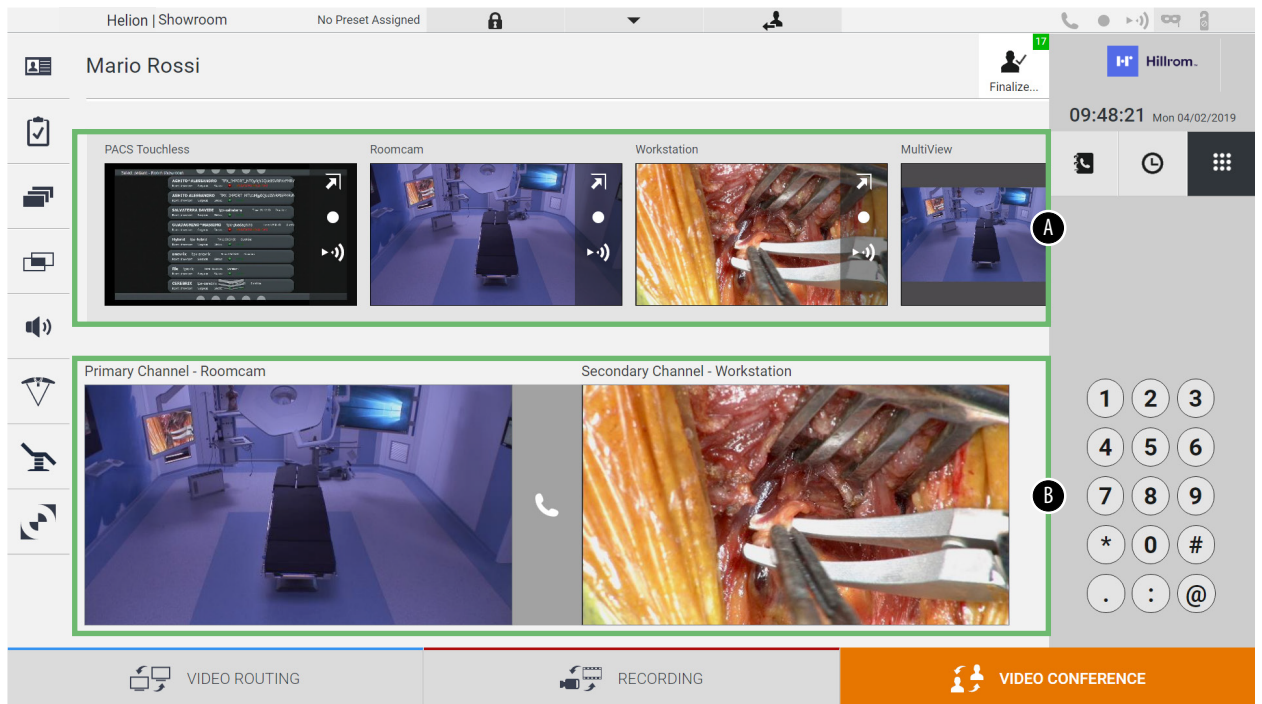 Helion | Showroom
No Preset Assigned
Mario Rossi
17
Finalize...
Hillrom
09:48:21 Mon 04/02/2019
PACS Touchless
Roomcam
Workstation
MultiView
A
Primary Channel - Roomcam
Secondary Channel - Workstation
B
1 2 3
4 5 6
7 8 9
* 0 #
. : @
VIDEO ROUTING
RECORDING
VIDEO CONFERENCE